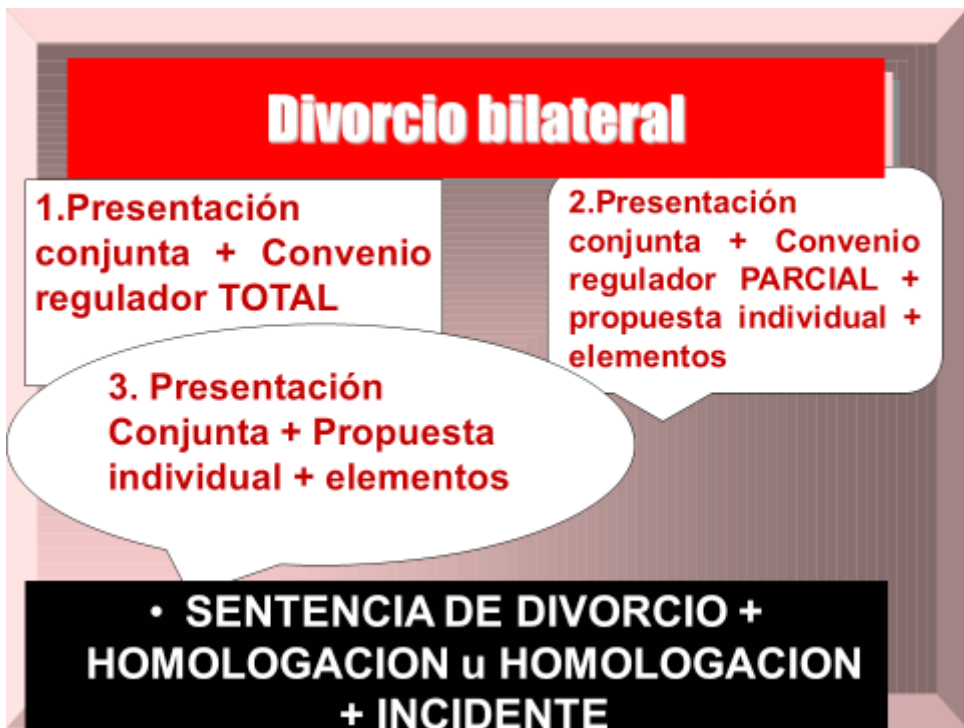 Divorcio bilateral
1.Presentación
conjunta + Convenio
regulador TOTAL
2.Presentación
conjunta + Convenio
regulador PARCIAL +
propuesta individual +
elementos
3. Presentación
Conjunta + Propuesta
individual + elementos
• SENTENCIA DE DIVORCIO +
HOMOLOGACION u HOMOLOGACION
+ INCIDENTE